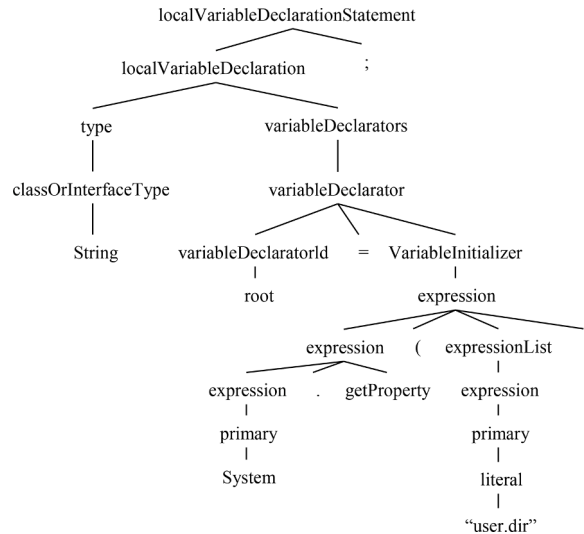 localVariableDeclarationStatement
localVariableDeclaration ;
type variableDeclarators
classOrInterfaceType variableDeclarator
String variableDeclaratorId = VariableInitializer
root expression
expression ( expressionList
expression . getProperty expression
primary primary
System literal
“user.dir”